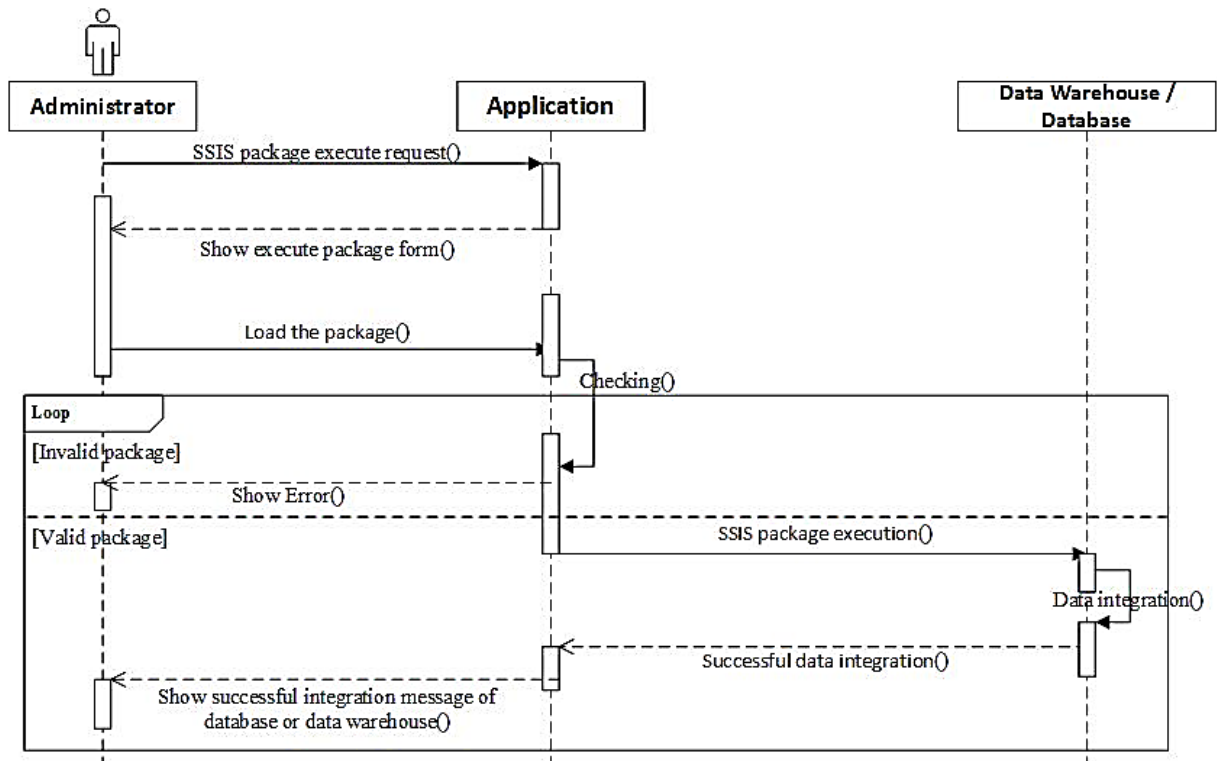 Administrator
Application
Data Warehouse /
Database
SSIS package execute request()
Show execute package form()
Load the package()
Checking()
Loop
[Invalid package]
Show Error()
[Valid package]
SSIS package execution()
Data integration()
Successful data integration()
Show successful integration message of
database or data warehouse()